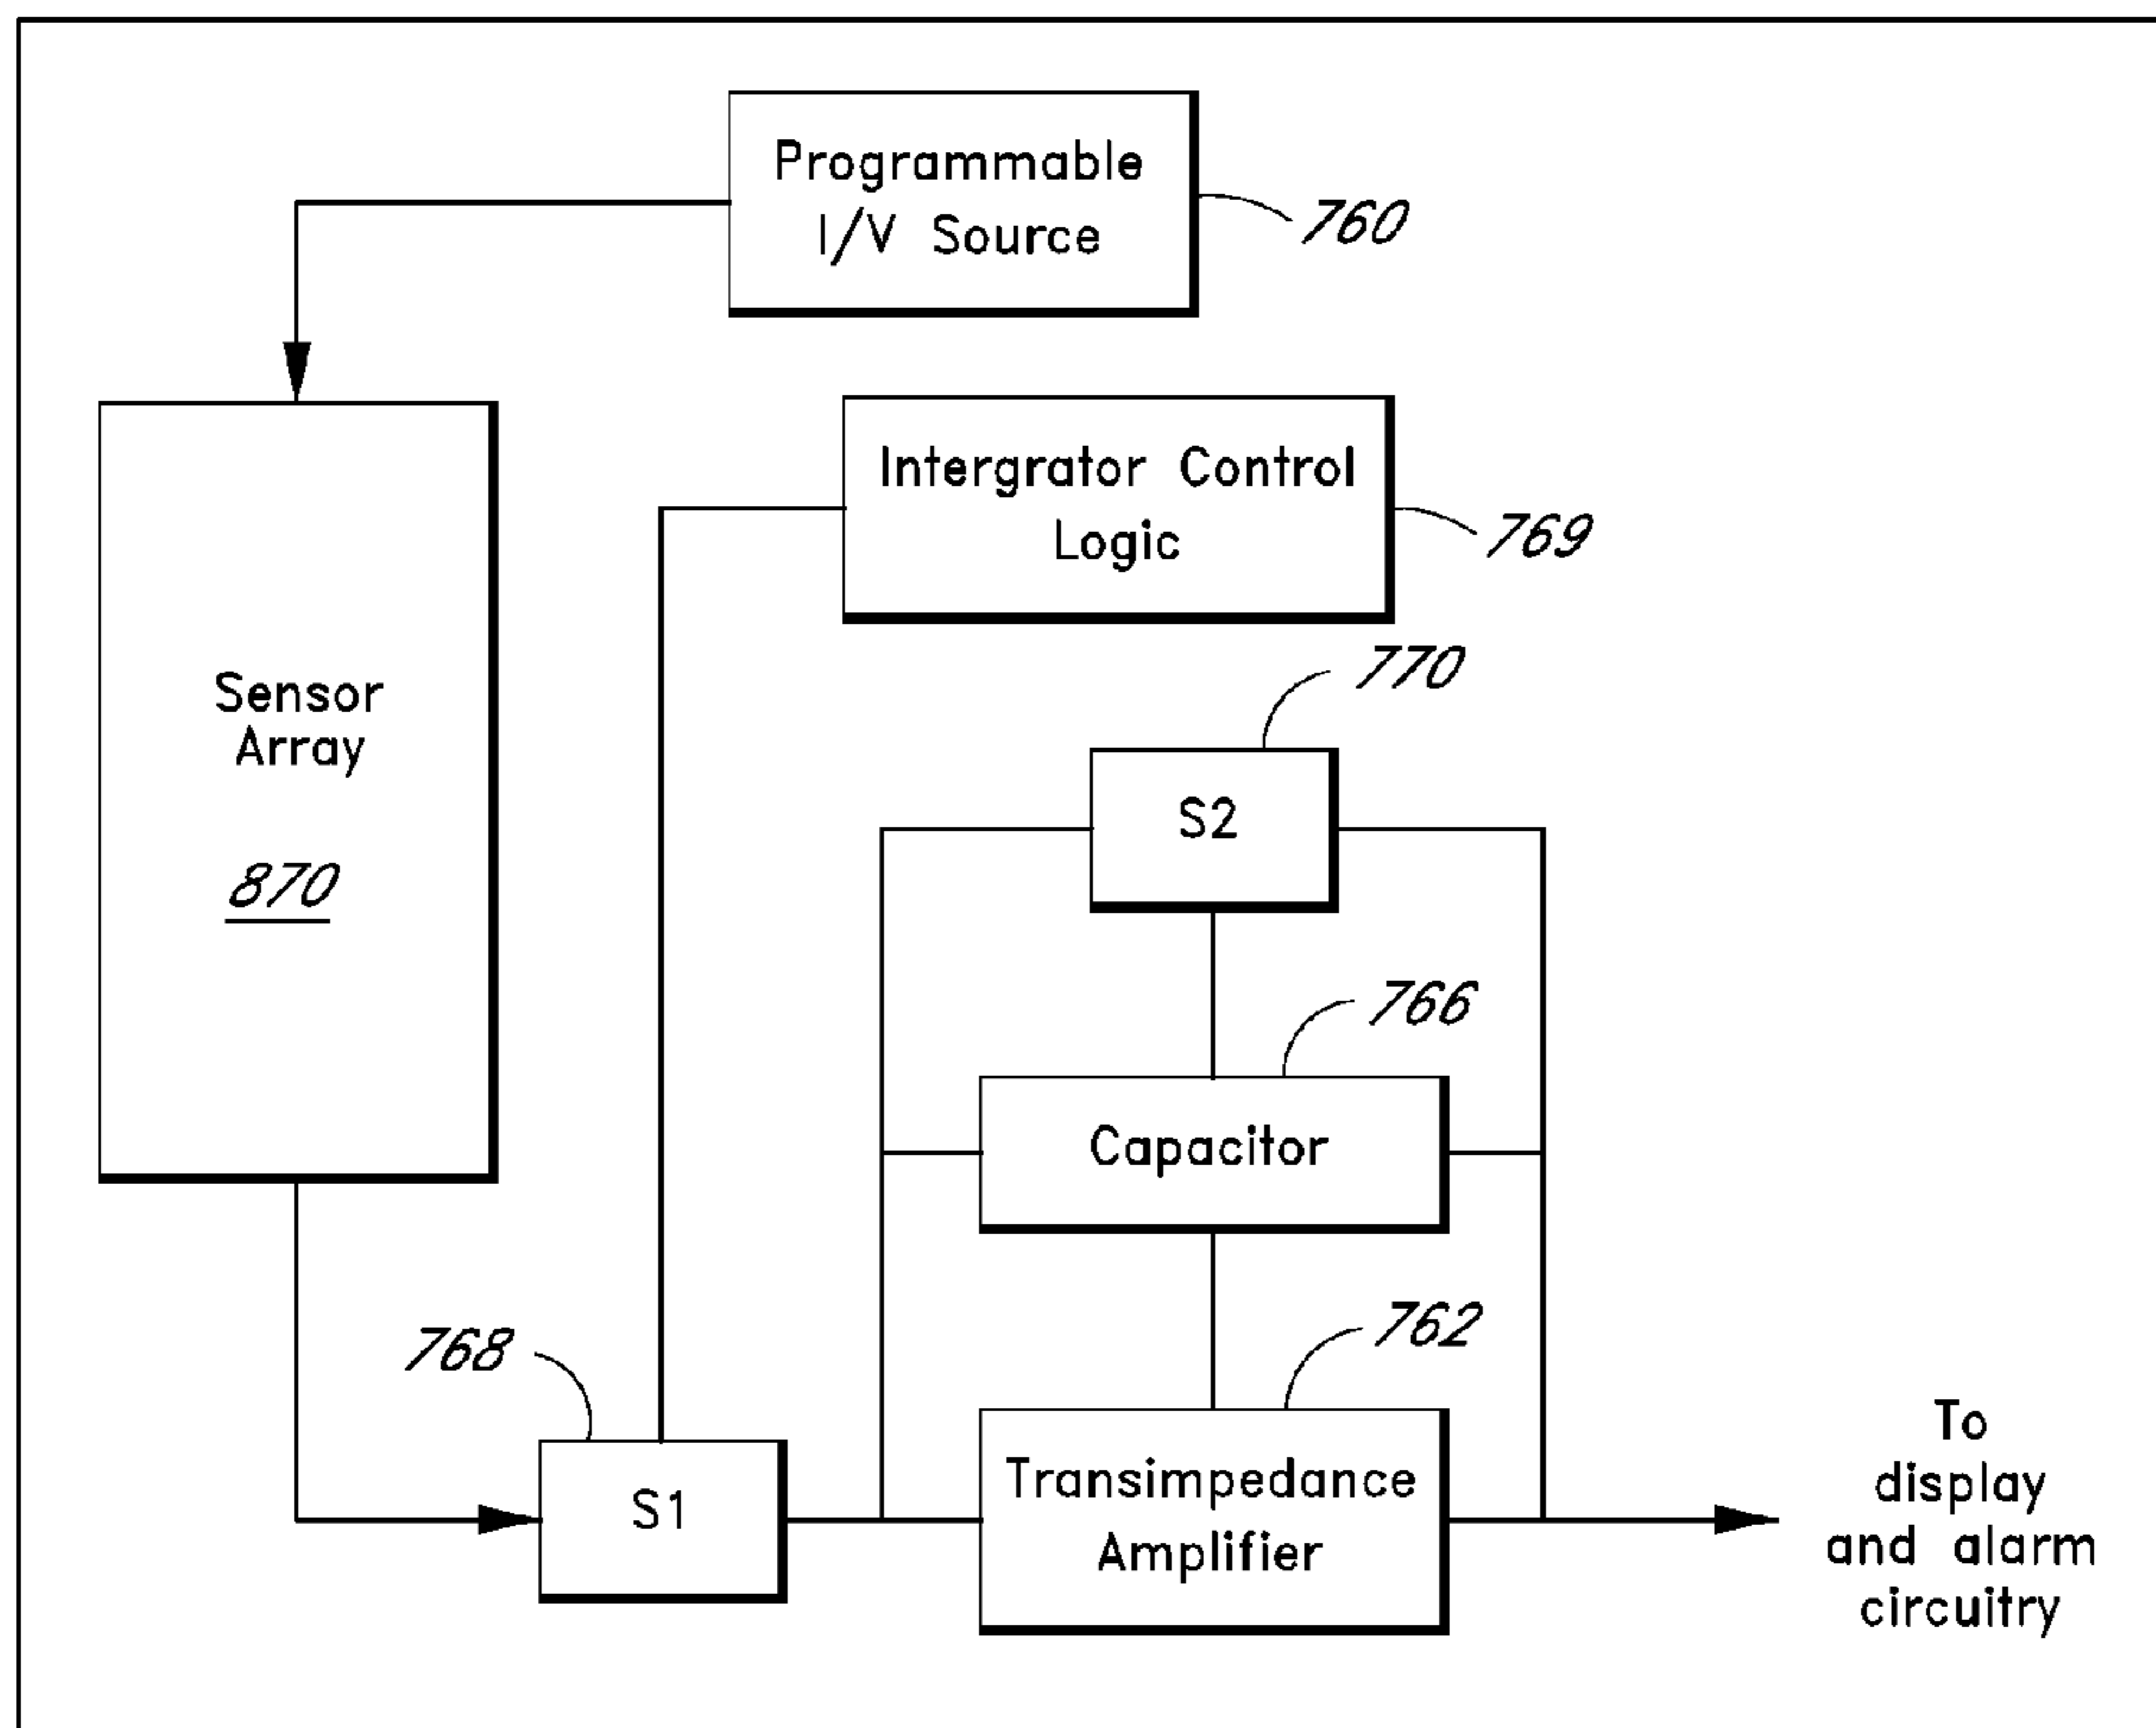 Programmable
I/V Source
760
Intergrator Control
Logic
769
Sensor
Array
870
770
S2
766
Capacitor
768
762
S1
Transimpedance
Amplifier
To
display
and alarm
circuitry